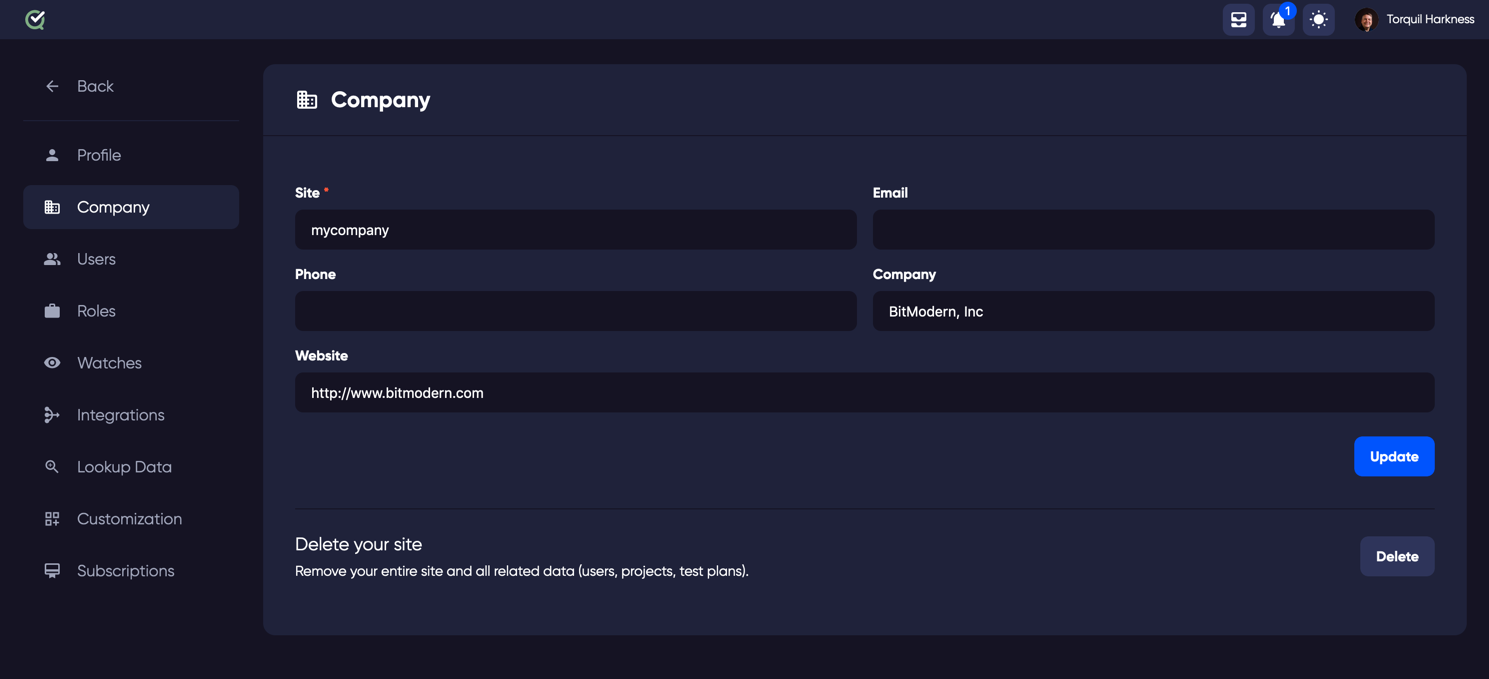 1
Torquil Harkness
Back
Profile
Company
Users
Roles
Watches
Integrations
Lookup Data
Customization
Subscriptions
Company
Site *
mycompany
Email
Phone
Company
BitModern, Inc
Website
http://www.bitmodern.com
Update
Delete your site
Remove your entire site and all related data (users, projects, test plans).
Delete